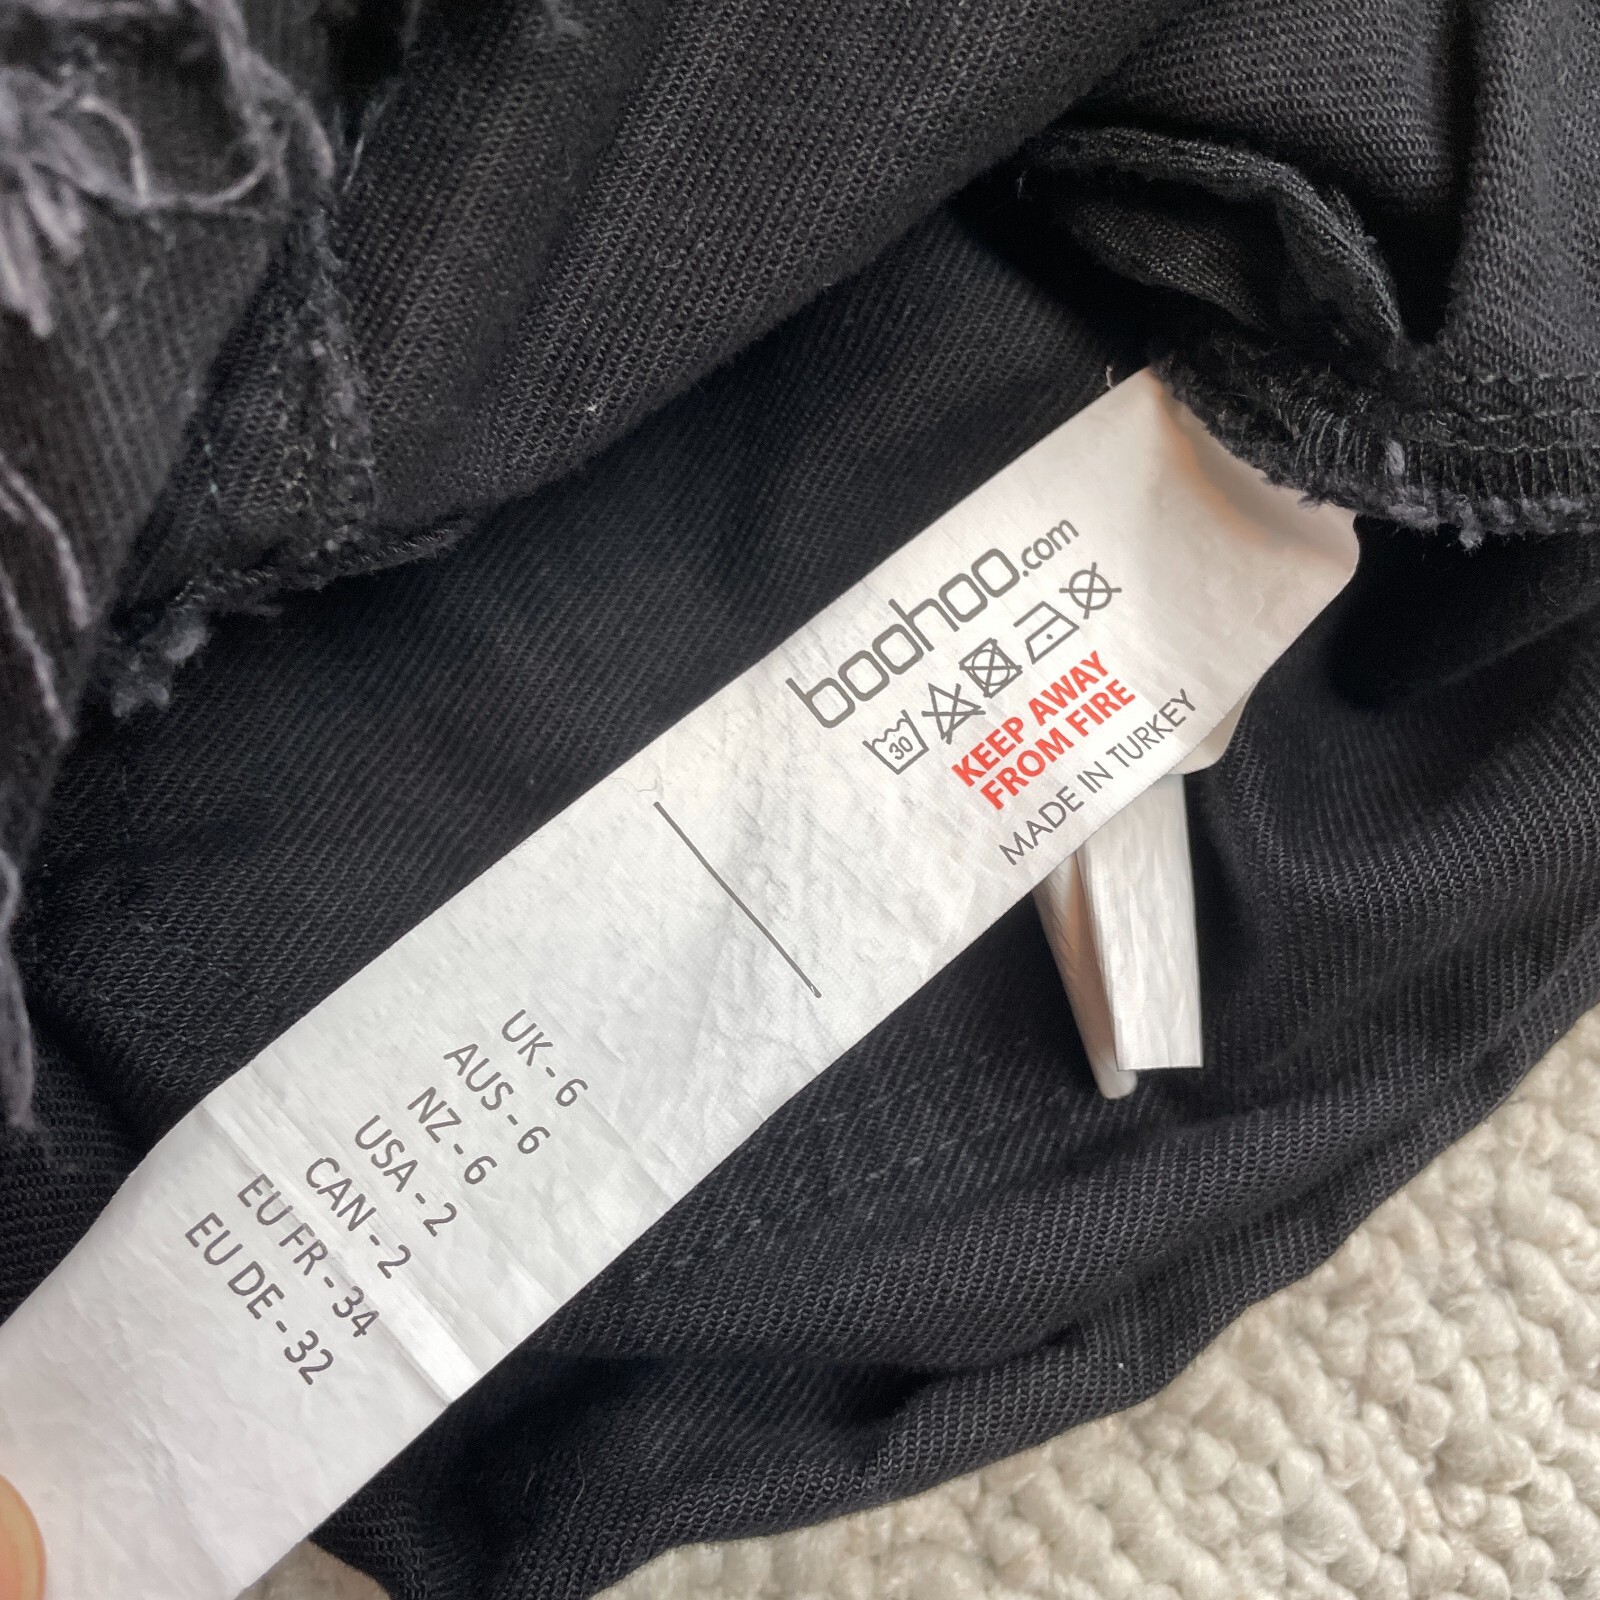 boohoo.com
30
KEEP AWAY
FROM FIRE
MADE IN TURKEY
UK - 6
AUS - 6
NZ - 6
USA - 2
CAN - 2
EU FR - 34
EU DE - 32